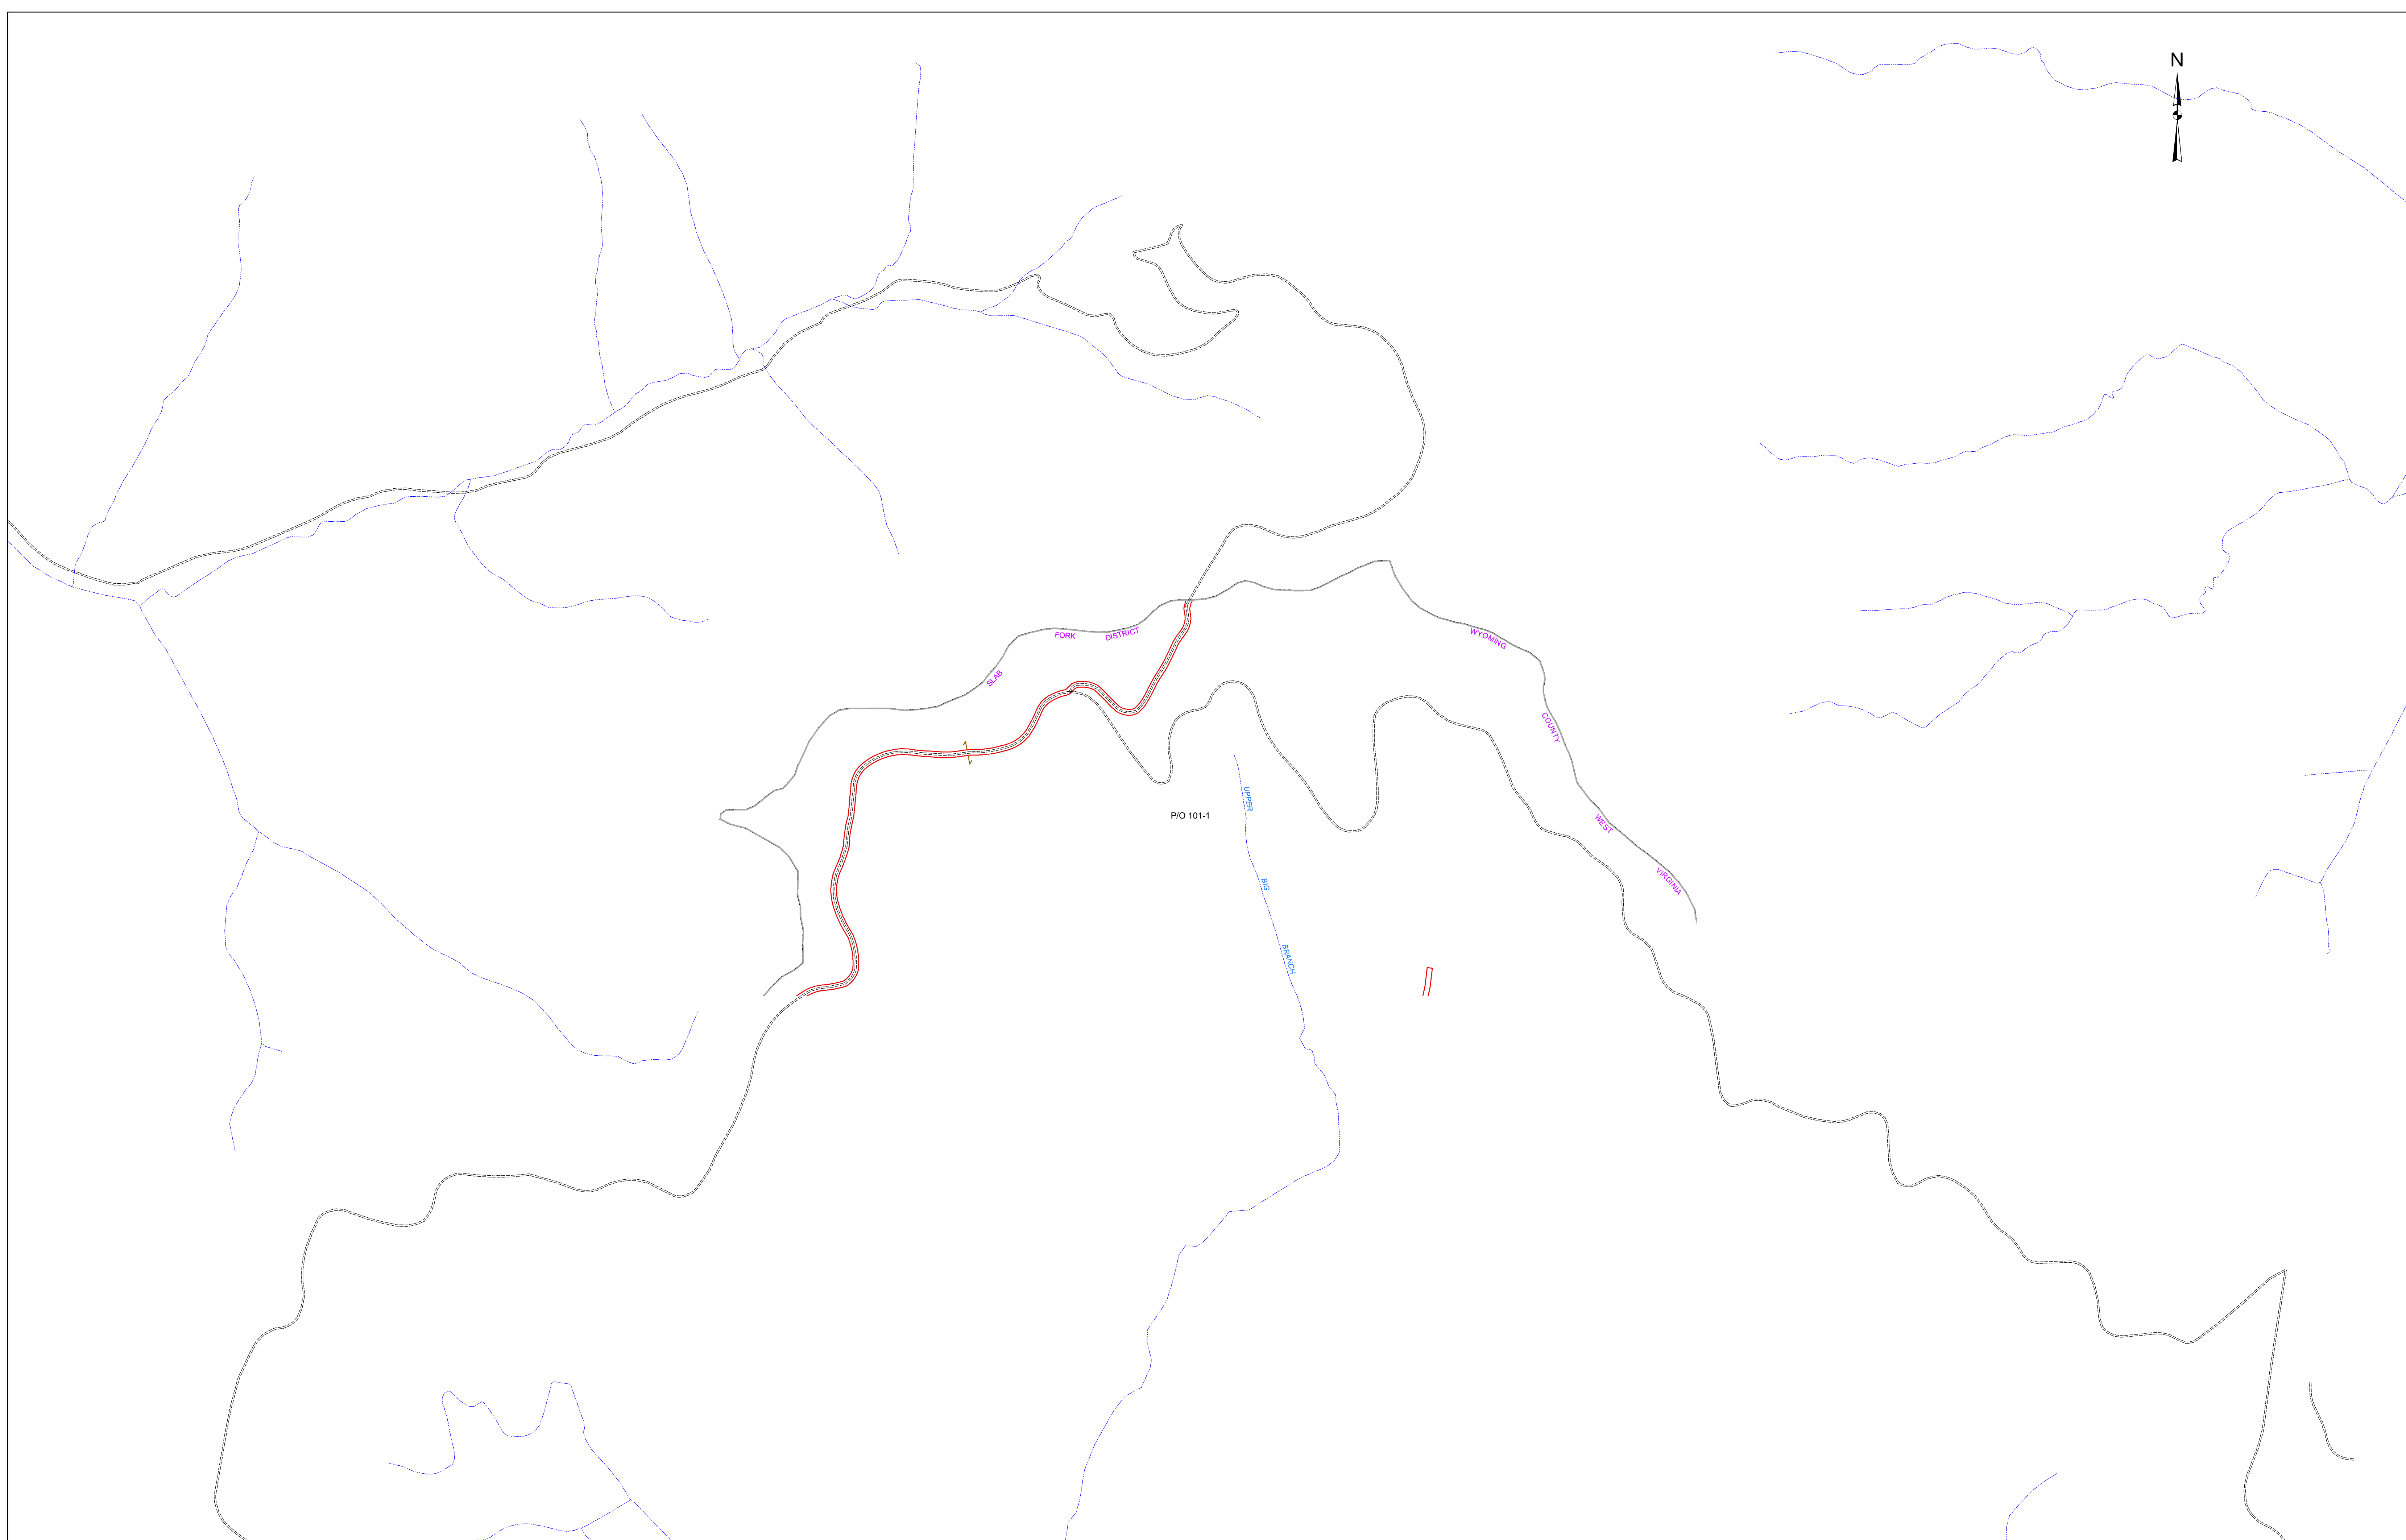 N
SLAB FORK DISTRICT
WYOMING COUNTY WEST VIRGINIA
P/O 101-1
UPPER BIG BRANCH